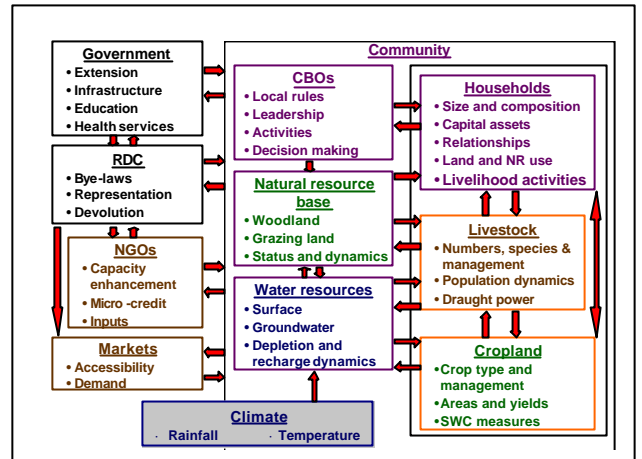 Government
• Extension
• Infrastructure
• Education
• Health services
RDC
• Bye-laws
• Representation
• Devolution
NGOs
• Capacity
enhancement
• Micro -credit
• Inputs
Markets
• Accessibility
• Demand
Community
CBOs
• Local rules
• Leadership
• Activities
• Decision making
Natural resource
base
• Woodland
• Grazing land
• Status and dynamics
Water resources
• Surface
• Groundwater
• Depletion and
recharge dynamics
Climate
· Rainfall · Temperature
Households
• Size and composition
• Capital assets
• Relationships
• Land and NR use
• Livelihood activities
Livestock
• Numbers, species &
management
• Population dynamics
• Draught power
Cropland
• Crop type and
management
• Areas and yields
• SWC measures